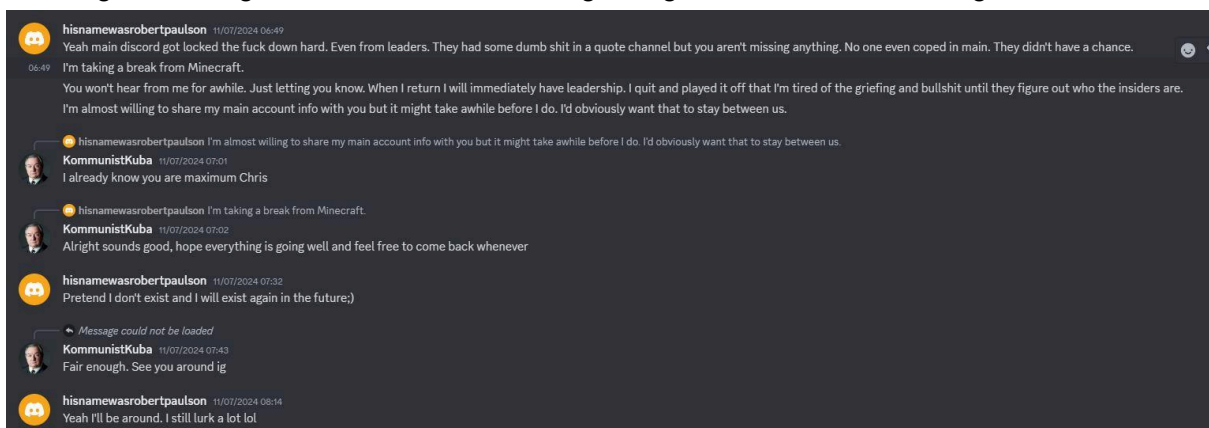 hisnamewasrobertpaulson 11/07/2024 06:49
Yeah main discord got locked the fuck down hard. Even from leaders. They had some dumb shit in a quote channel but you aren't missing anything. No one even coped in main. They didn't have a chance.
06:49 I'm taking a break from Minecraft.
You won't hear from me for awhile. Just letting you know. When I return I will immediately have leadership. I quit and played it off that I'm tired of the griefing and bullshit until they figure out who the insiders are.
I'm almost willing to share my main account info with you but it might take awhile before I do. I'd obviously want that to stay between us.
hisnamewasrobertpaulson I'm almost willing to share my main account info with you but it might take awhile before I do. I'd obviously want that to stay between us.
KommunistKuba 11/07/2024 07:01
I already know you are maximum Chris
hisnamewasrobertpaulson I'm taking a break from Minecraft.
KommunistKuba 11/07/2024 07:02
Alright sounds good, hope everything is going well and feel free to come back whenever
hisnamewasrobertpaulson 11/07/2024 07:32
Pretend I don't exist and I will exist again in the future;)
Message could not be loaded
KommunistKuba 11/07/2024 07:43
Fair enough. See you around ig
hisnamewasrobertpaulson 11/07/2024 08:14
Yeah I'll be around. I still lurk a lot lol